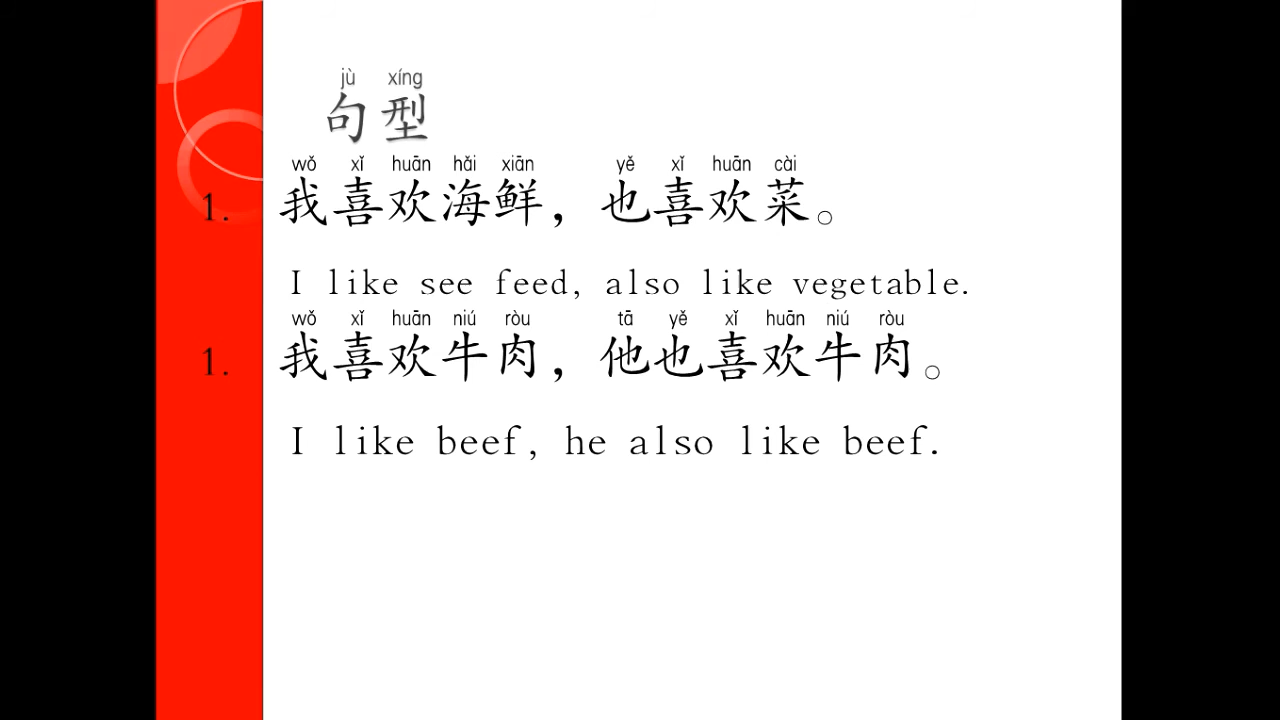 jù xíng
句型
wǒ xǐ huān hǎi xiān yě xǐ huān cài
1. 我喜欢海鲜，也喜欢菜。
I like see feed, also like vegetable.
wǒ xǐ huān niú ròu tā yě xǐ huān niú ròu
1. 我喜欢牛肉，他也喜欢牛肉。
I like beef, he also like beef.